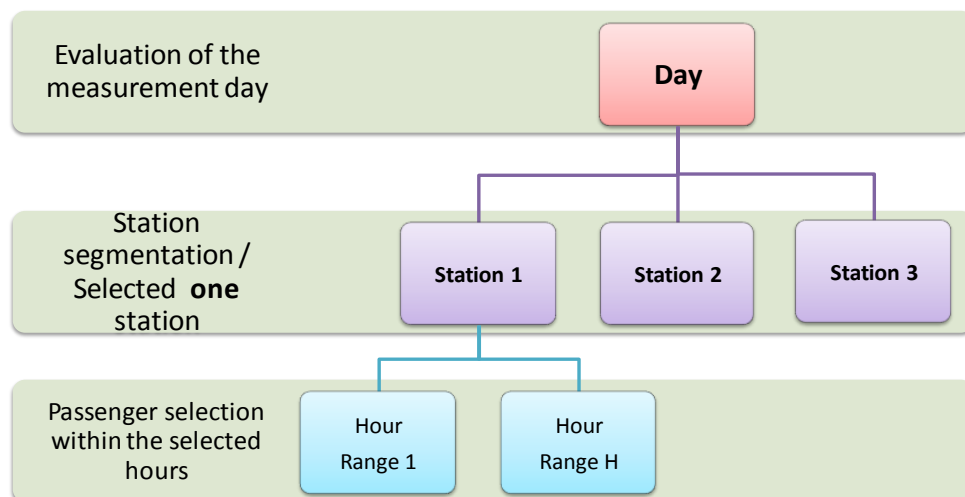 Evaluation of the
measurement day
Day
Station
segmentation /
Selected one
station
Station 1
Station 2
Station 3
Passenger selection
within the selected
hours
Hour
Range 1
Hour
Range H